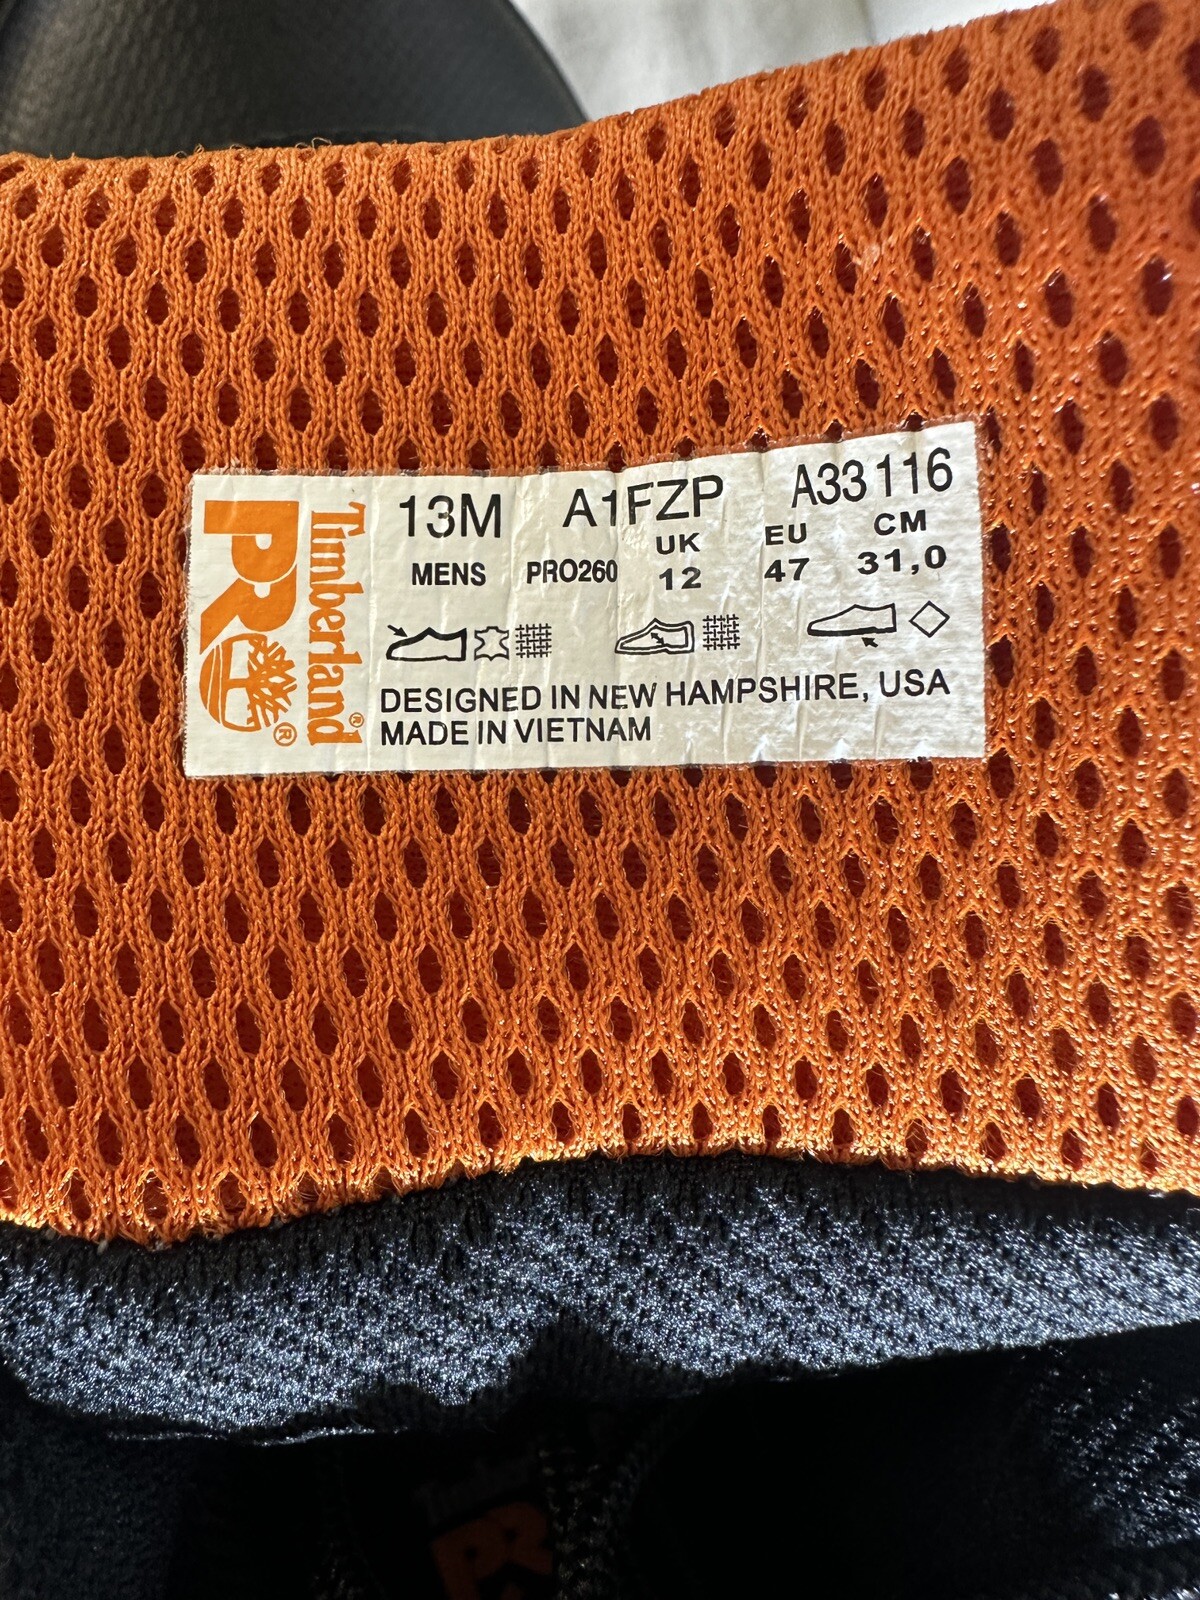 PRO®
Timberland®
13M A1FZP A33116
MENS PRO260 UK 12 EU 47 CM 31,0
DESIGNED IN NEW HAMPSHIRE, USA
MADE IN VIETNAM